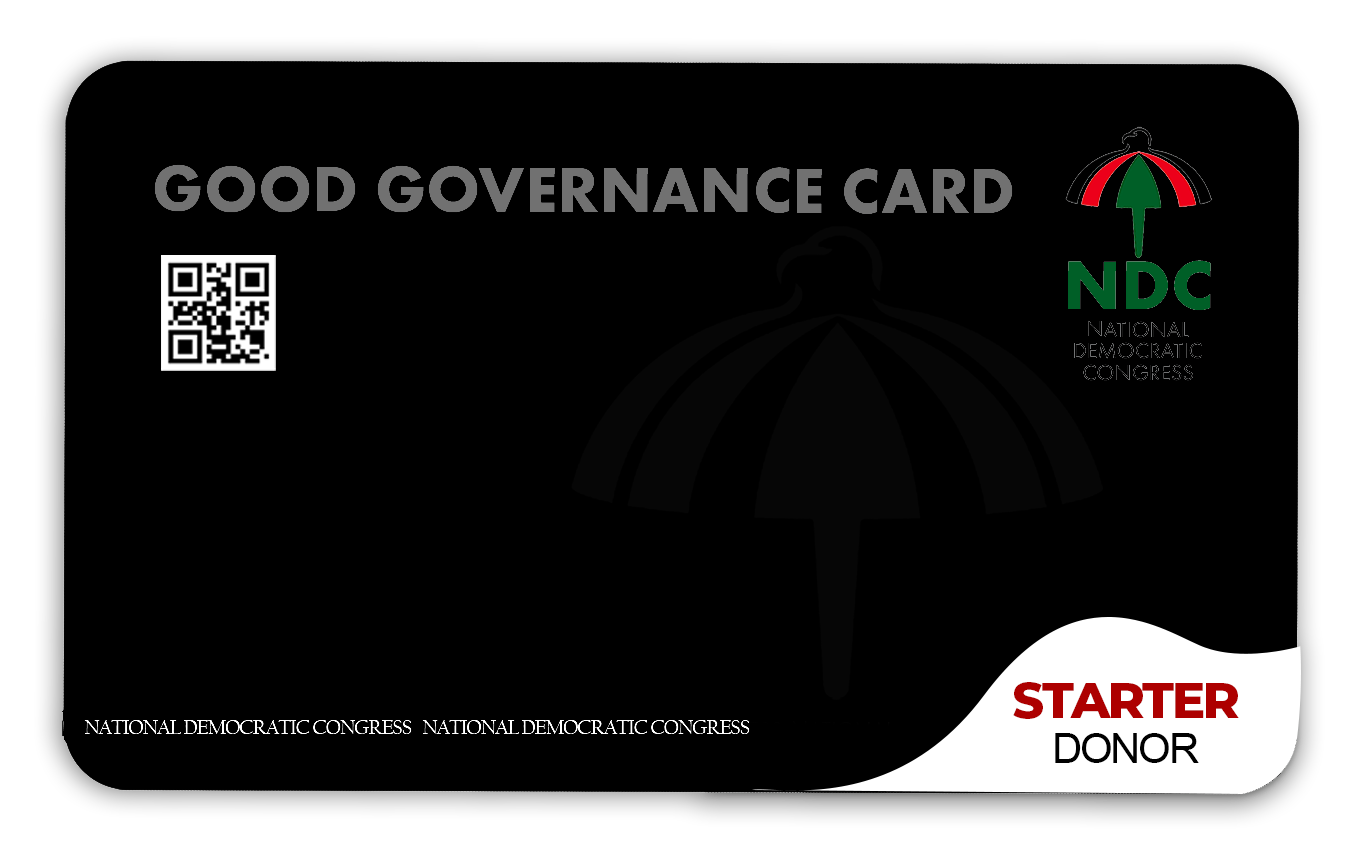 GOOD GOVERNANCE CARD
NDC
NATIONAL
DEMOCRATIC
CONGRESS
NATIONAL DEMOCRATIC CONGRESS NATIONAL DEMOCRATIC CONGRESS
STARTER
DONOR